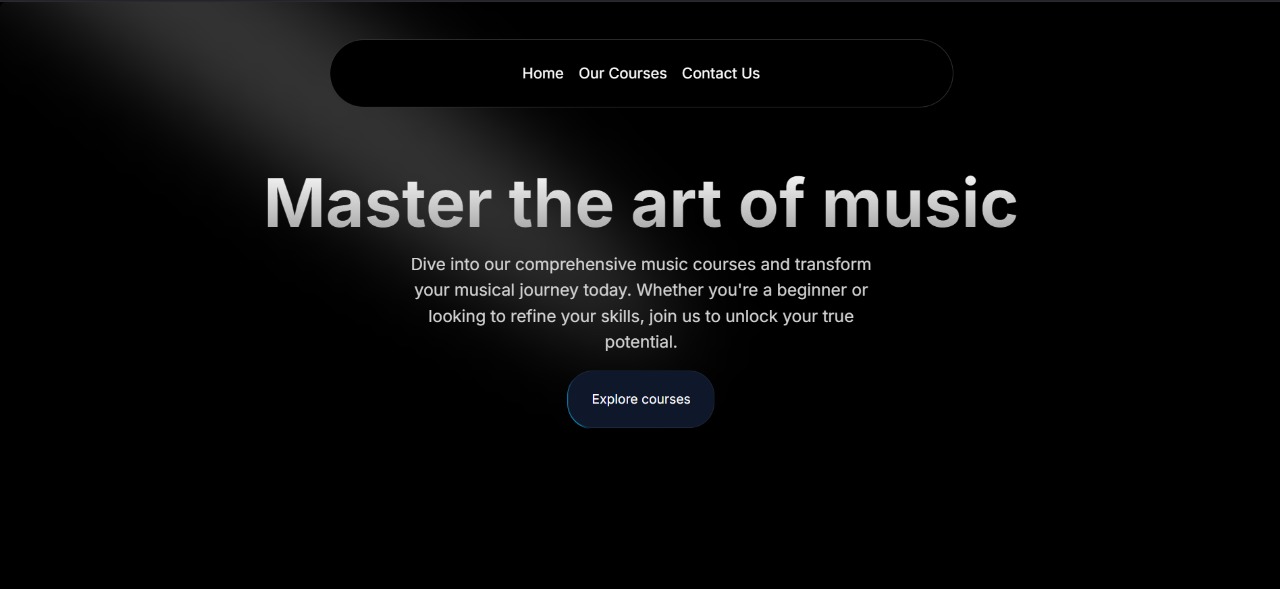 Home Our Courses Contact Us
Master the art of music
Dive into our comprehensive music courses and transform
your musical journey today. Whether you're a beginner or
looking to refine your skills, join us to unlock your true
potential.
Explore courses